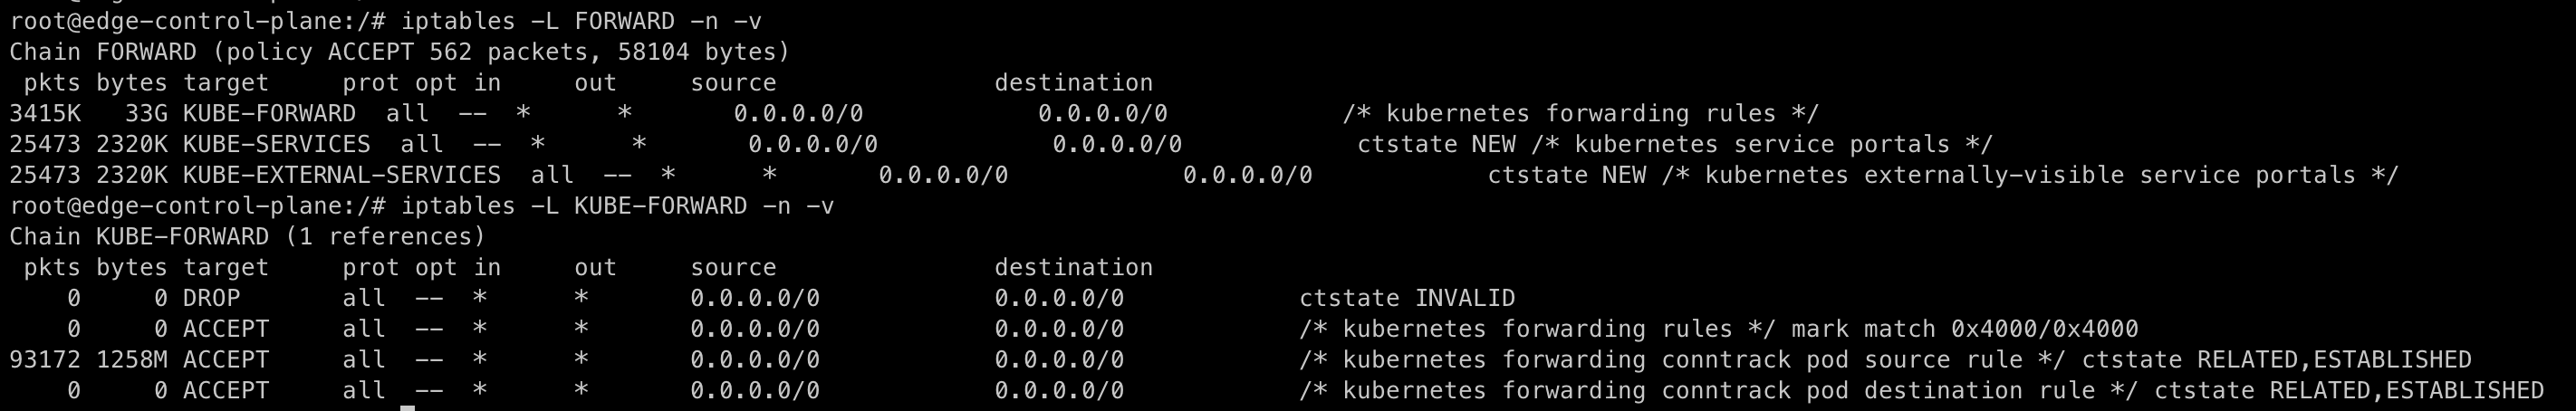 root@edge-control-plane:/# iptables -L FORWARD -n -v
Chain FORWARD (policy ACCEPT 562 packets, 58104 bytes)
 pkts bytes target     prot opt in     out     source               destination
3415K   33G KUBE-FORWARD  all  --  *      *       0.0.0.0/0            0.0.0.0/0            /* kubernetes forwarding rules */
25473 2320K KUBE-SERVICES  all  --  *      *       0.0.0.0/0            0.0.0.0/0            ctstate NEW /* kubernetes service portals */
25473 2320K KUBE-EXTERNAL-SERVICES  all  --  *      *       0.0.0.0/0            0.0.0.0/0            ctstate NEW /* kubernetes externally-visible service portals */
root@edge-control-plane:/# iptables -L KUBE-FORWARD -n -v
Chain KUBE-FORWARD (1 references)
 pkts bytes target     prot opt in     out     source               destination
    0     0 DROP       all  --  *      *       0.0.0.0/0            0.0.0.0/0            ctstate INVALID
    0     0 ACCEPT     all  --  *      *       0.0.0.0/0            0.0.0.0/0            /* kubernetes forwarding rules */ mark match 0x4000/0x4000
93172 1258M ACCEPT     all  --  *      *       0.0.0.0/0            0.0.0.0/0            /* kubernetes forwarding conntrack pod source rule */ ctstate RELATED,ESTABLISHED
    0     0 ACCEPT     all  --  *      *       0.0.0.0/0            0.0.0.0/0            /* kubernetes forwarding conntrack pod destination rule */ ctstate RELATED,ESTABLISHED